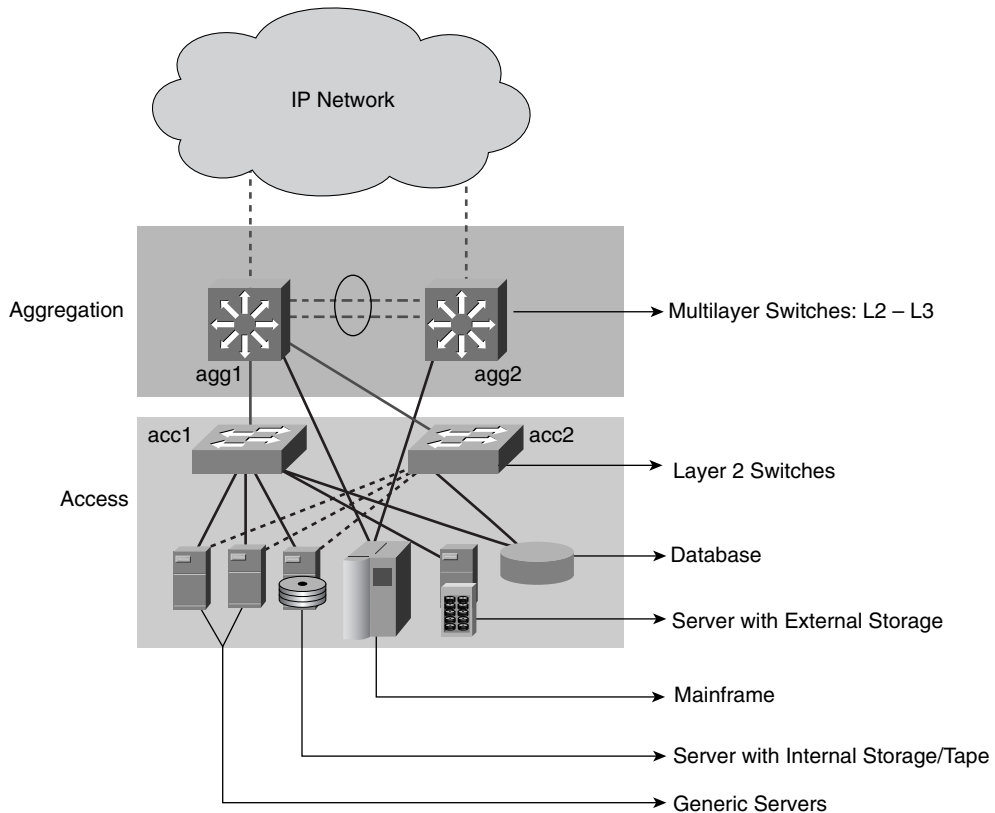 IP Network
Aggregation
Multilayer Switches: L2 – L3
agg1
agg2
acc1
acc2
Layer 2 Switches
Access
Database
Server with External Storage
Mainframe
Server with Internal Storage/Tape
Generic Servers